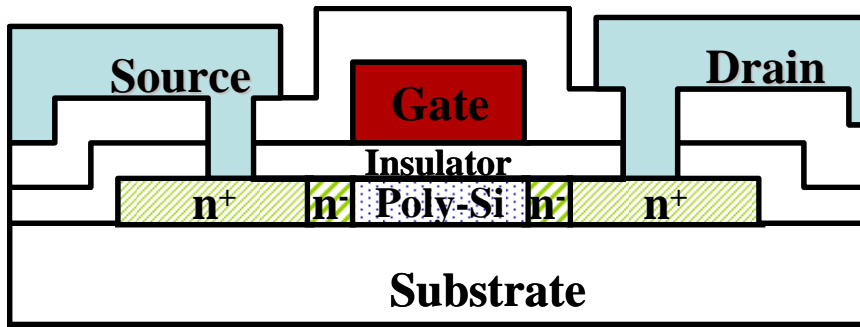 Source
Drain
Gate
Insulator
n⁺ n⁻ Poly-Si n⁻ n⁺
Substrate